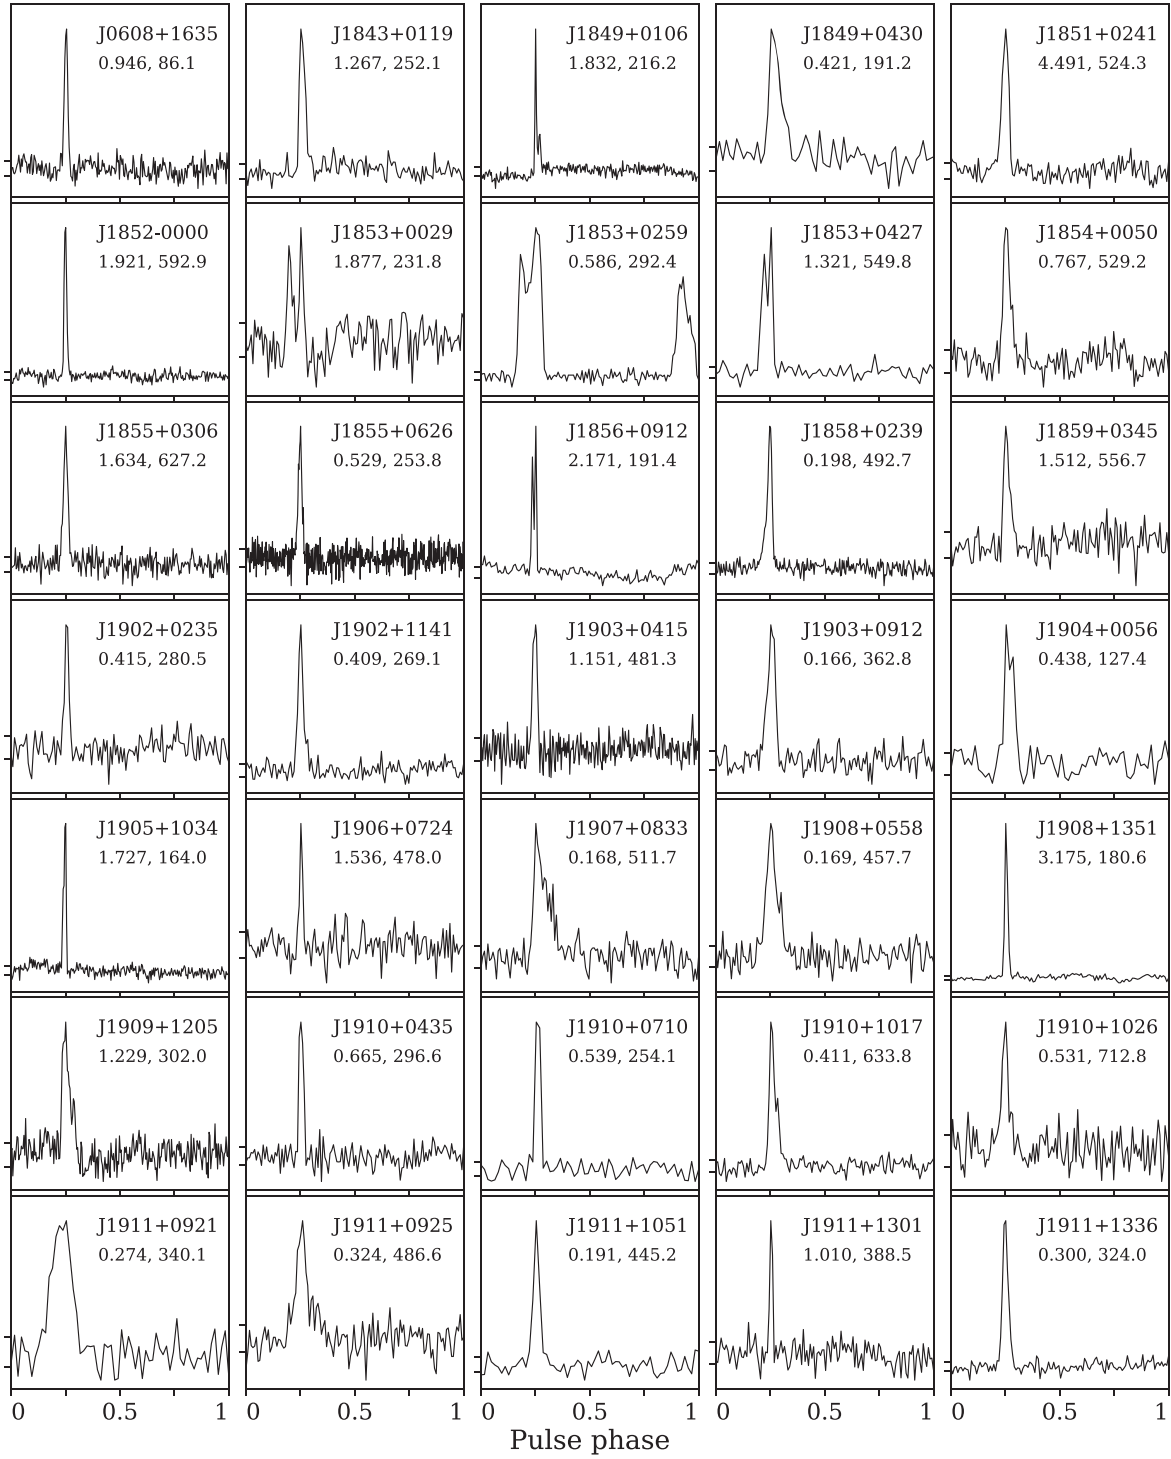 J0608+1635
0.946, 86.1
J1843+0119
1.267, 252.1
J1849+0106
1.832, 216.2
J1849+0430
0.421, 191.2
J1851+0241
4.491, 524.3
J1852-0000
1.921, 592.9
J1853+0029
1.877, 231.8
J1853+0259
0.586, 292.4
J1853+0427
1.321, 549.8
J1854+0050
0.767, 529.2
J1855+0306
1.634, 627.2
J1855+0626
0.529, 253.8
J1856+0912
2.171, 191.4
J1858+0239
0.198, 492.7
J1859+0345
1.512, 556.7
J1902+0235
0.415, 280.5
J1902+1141
0.409, 269.1
J1903+0415
1.151, 481.3
J1903+0912
0.166, 362.8
J1904+0056
0.438, 127.4
J1905+1034
1.727, 164.0
J1906+0724
1.536, 478.0
J1907+0833
0.168, 511.7
J1908+0558
0.169, 457.7
J1908+1351
3.175, 180.6
J1909+1205
1.229, 302.0
J1910+0435
0.665, 296.6
J1910+0710
0.539, 254.1
J1910+1017
0.411, 633.8
J1910+1026
0.531, 712.8
J1911+0921
0.274, 340.1
J1911+0925
0.324, 486.6
J1911+1051
0.191, 445.2
J1911+1301
1.010, 388.5
J1911+1336
0.300, 324.0
0 0.5 1 0 0.5 1 0 0.5 1 0 0.5 1 0 0.5 1
Pulse phase